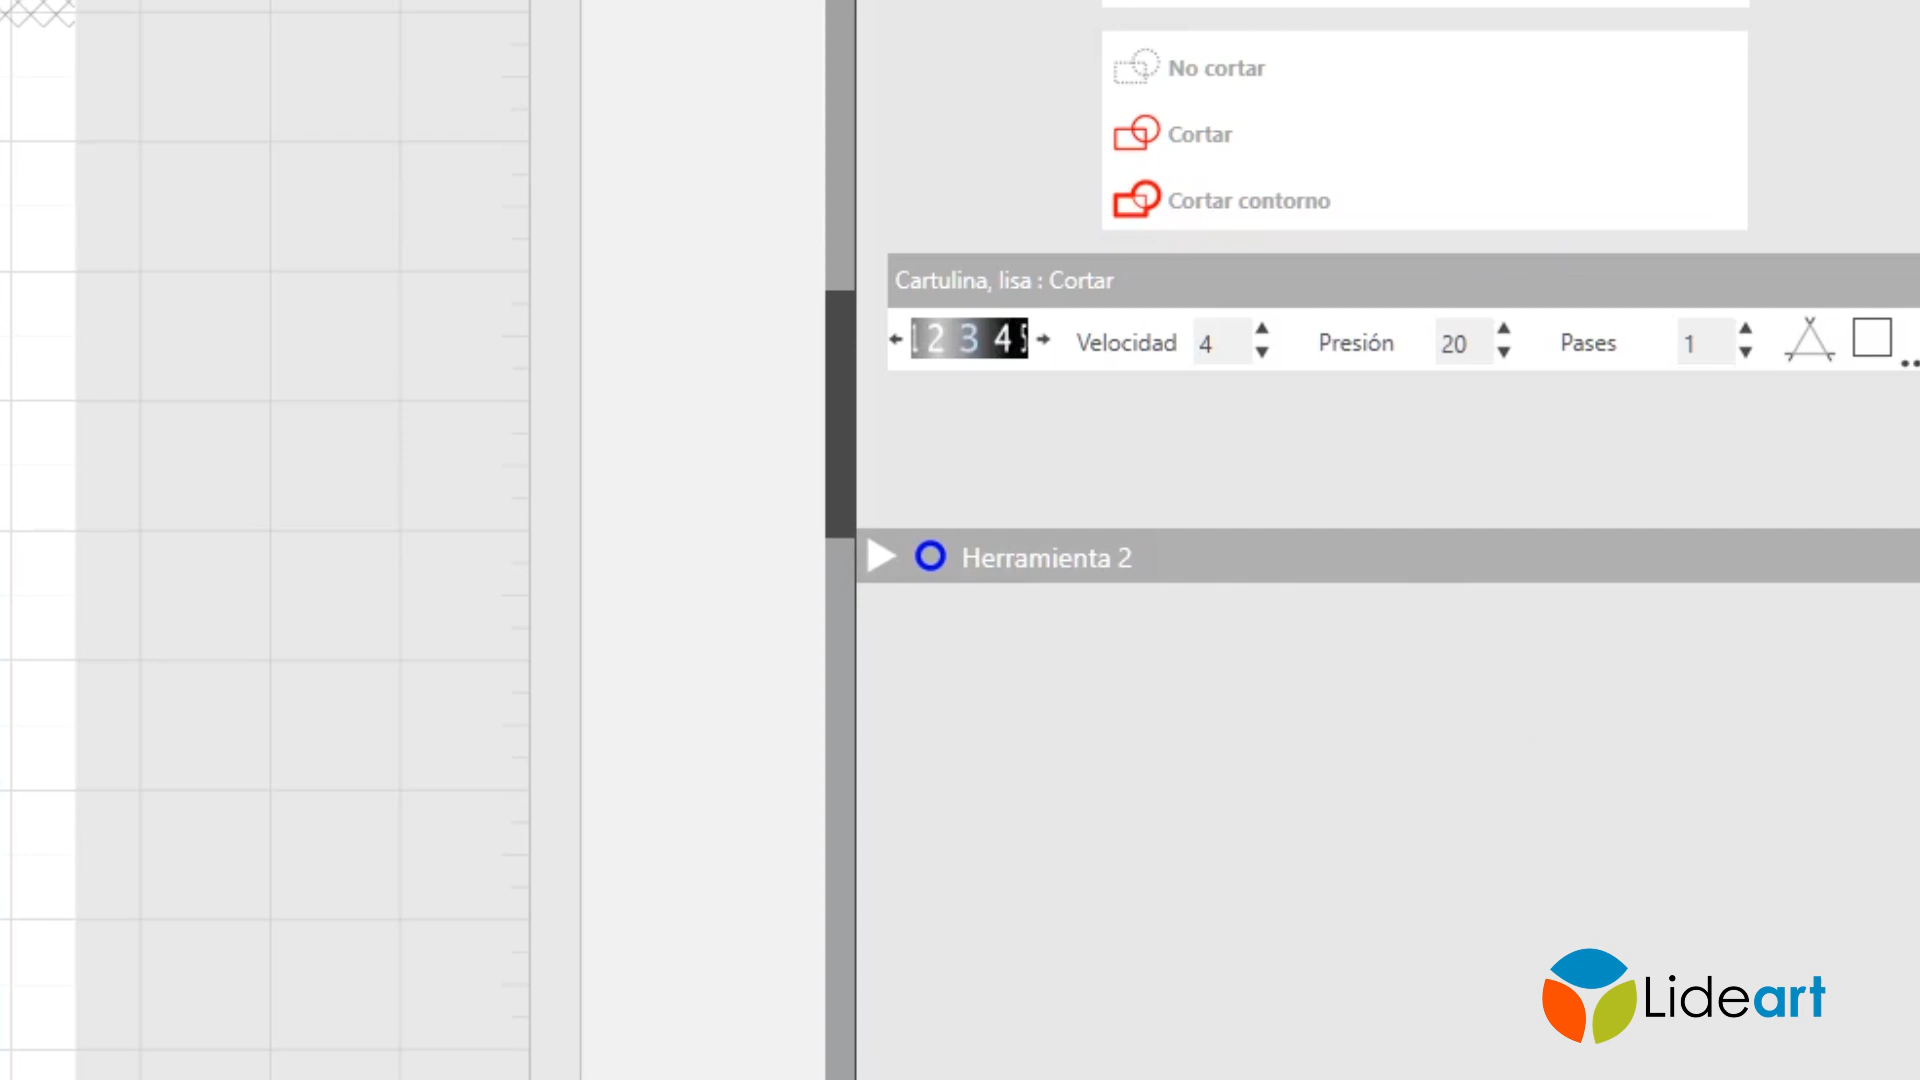 No cortar
Cortar
Cortar contorno
Cartulina, lisa : Cortar
2 3 4 5 Velocidad 4 Presión 20 Pases 1
Herramienta 2
Lideart